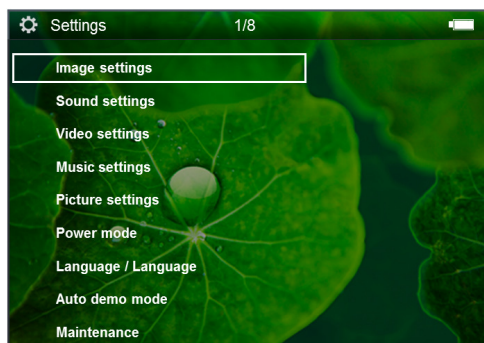 Settings 1/8
Image settings
Sound settings
Video settings
Music settings
Picture settings
Power mode
Language / Language
Auto demo mode
Maintenance